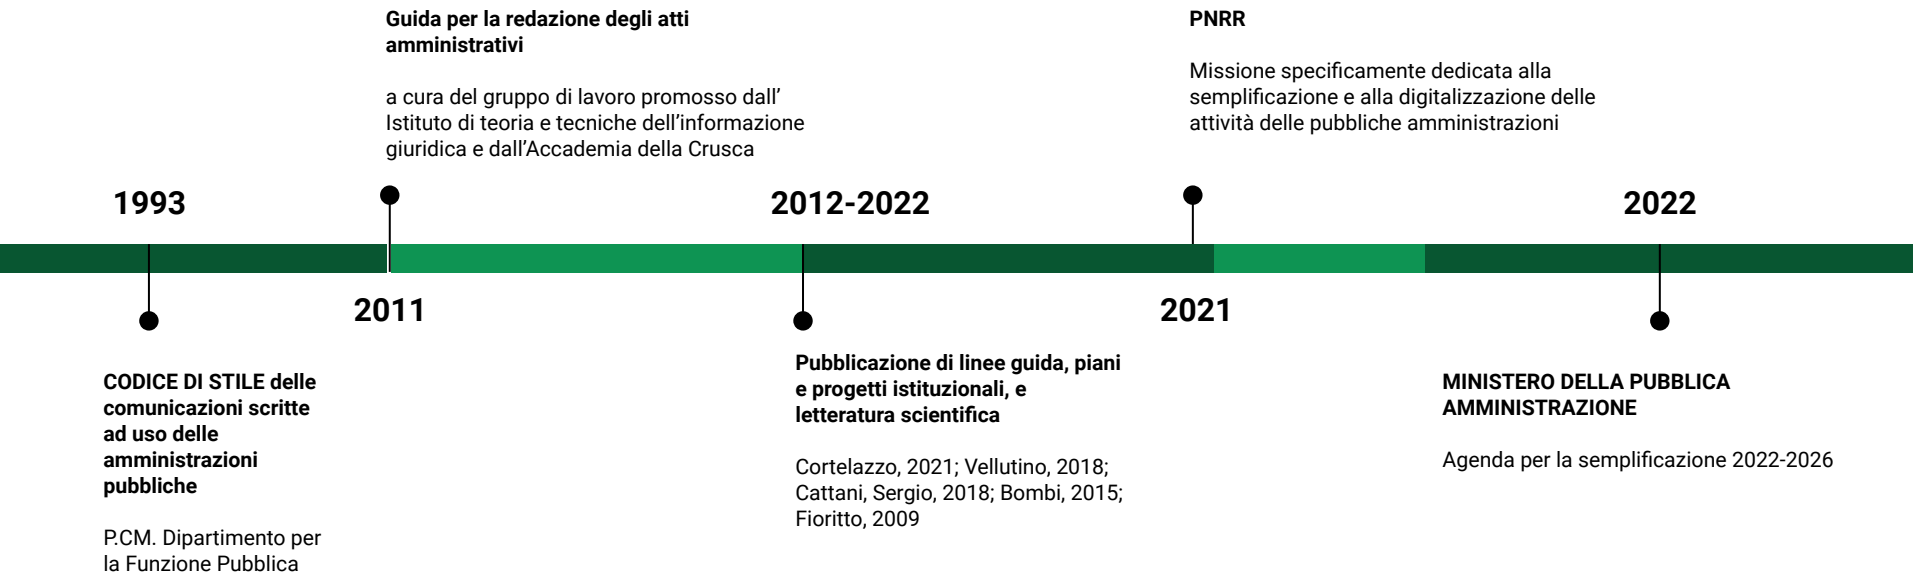 Guida per la redazione degli atti
amministrativi
a cura del gruppo di lavoro promosso dall’
Istituto di teoria e tecniche dell’informazione
giuridica e dall’Accademia della Crusca
PNRR
Missione specificamente dedicata alla
semplificazione e alla digitalizzazione delle
attività delle pubbliche amministrazioni
1993
2012-2022
2022
2011
2021
CODICE DI STILE delle
comunicazioni scritte
ad uso delle
amministrazioni
pubbliche
P.CM. Dipartimento per
la Funzione Pubblica
Pubblicazione di linee guida, piani
e progetti istituzionali, e
letteratura scientifica
Cortelazzo, 2021; Vellutino, 2018;
Cattani, Sergio, 2018; Bombi, 2015;
Fioritto, 2009
MINISTERO DELLA PUBBLICA
AMMINISTRAZIONE
Agenda per la semplificazione 2022-2026